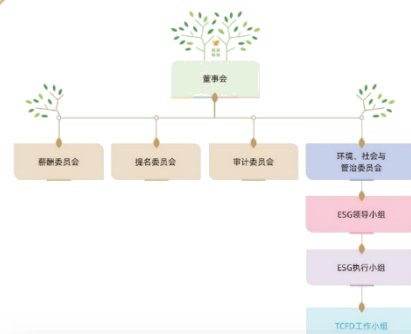 董事会
薪酬委员会
提名委员会
审计委员会
环境、社会与
管治委员会
ESG领导小组
ESG执行小组
TCFD工作小组